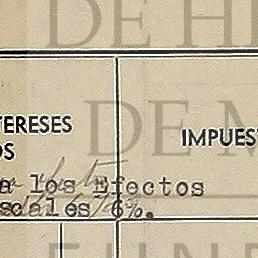 DE H
TERESES
OS
DE M
IMPUES
a los Efectos
scales 6%.